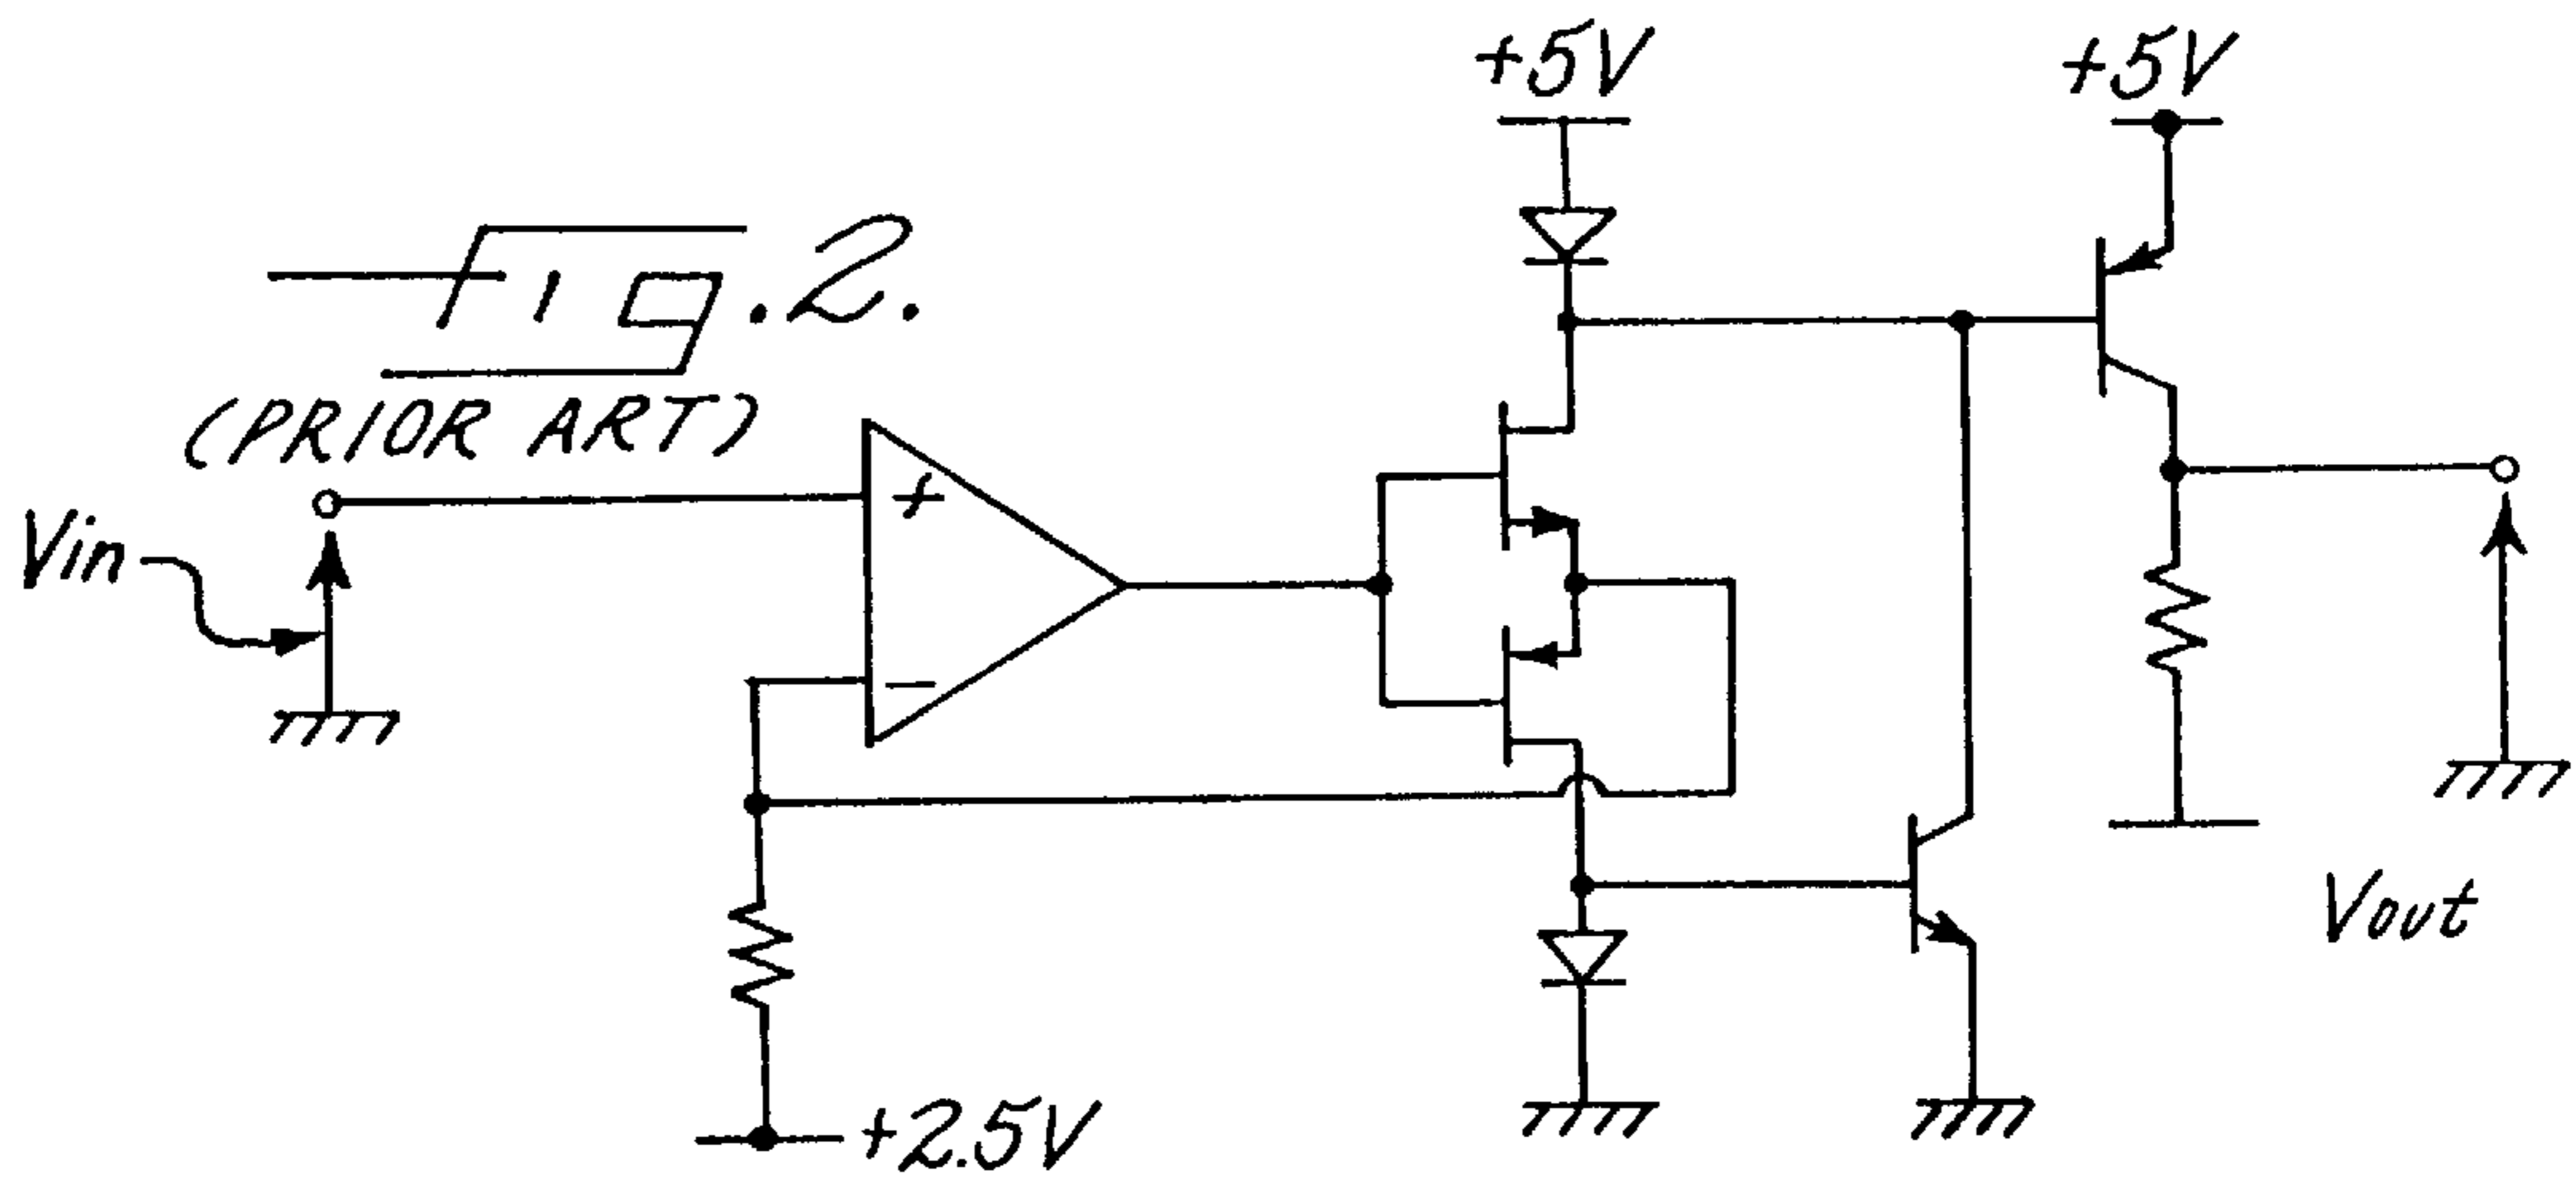 +5V
+5V
Fig. 2.
(PRIOR ART)
Vin
+
−
Vout
+2.5V